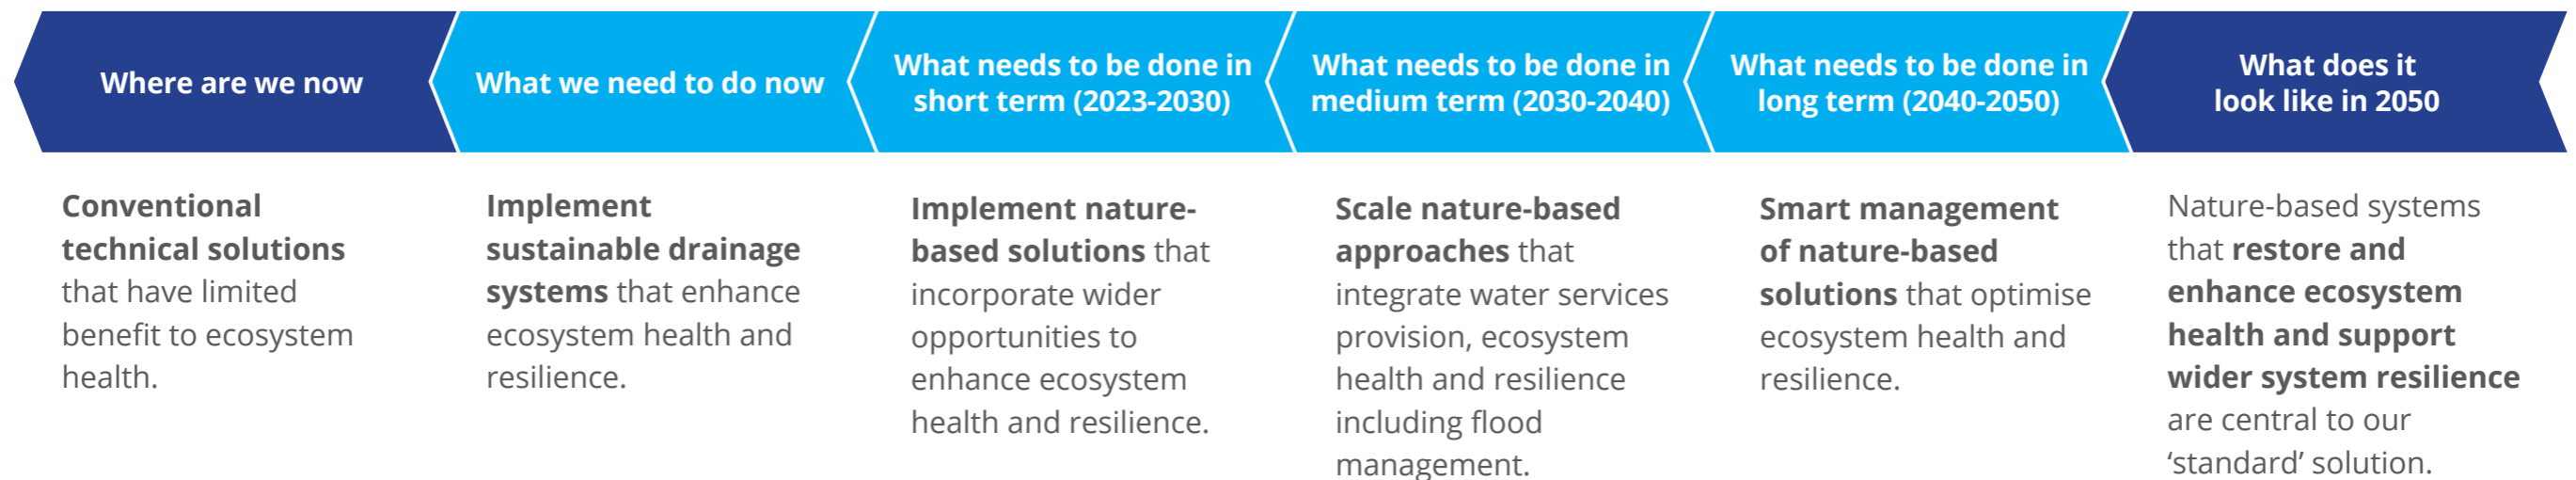 Where are we now
What we need to do now
What needs to be done in
short term (2023-2030)
What needs to be done in
medium term (2030-2040)
What needs to be done in
long term (2040-2050)
What does it
look like in 2050
Conventional
technical solutions
that have limited
benefit to ecosystem
health.
Implement
sustainable drainage
systems that enhance
ecosystem health and
resilience.
Implement nature-
based solutions that
incorporate wider
opportunities to
enhance ecosystem
health and resilience.
Scale nature-based
approaches that
integrate water services
provision, ecosystem
health and resilience
including flood
management.
Smart management
of nature-based
solutions that optimise
ecosystem health and
resilience.
Nature-based systems
that restore and
enhance ecosystem
health and support
wider system resilience
are central to our
‘standard’ solution.